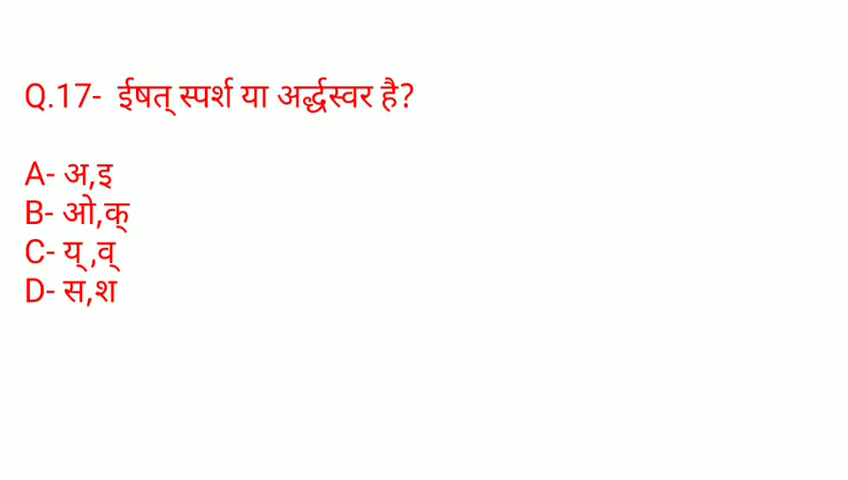 Q.17- ईषत् स्पर्श या अर्द्धस्वर है?
A- अ,इ
B- ओ,क्
C- य् ,व्
D- स,श